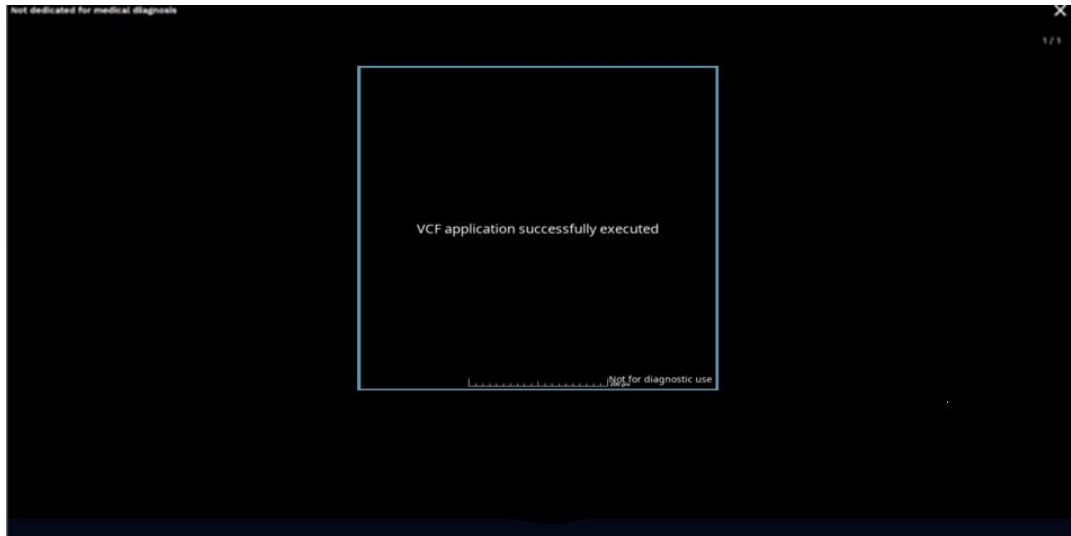 Not dedicated for medical diagnosis
1 / 1
VCF application successfully executed
Not for diagnostic use